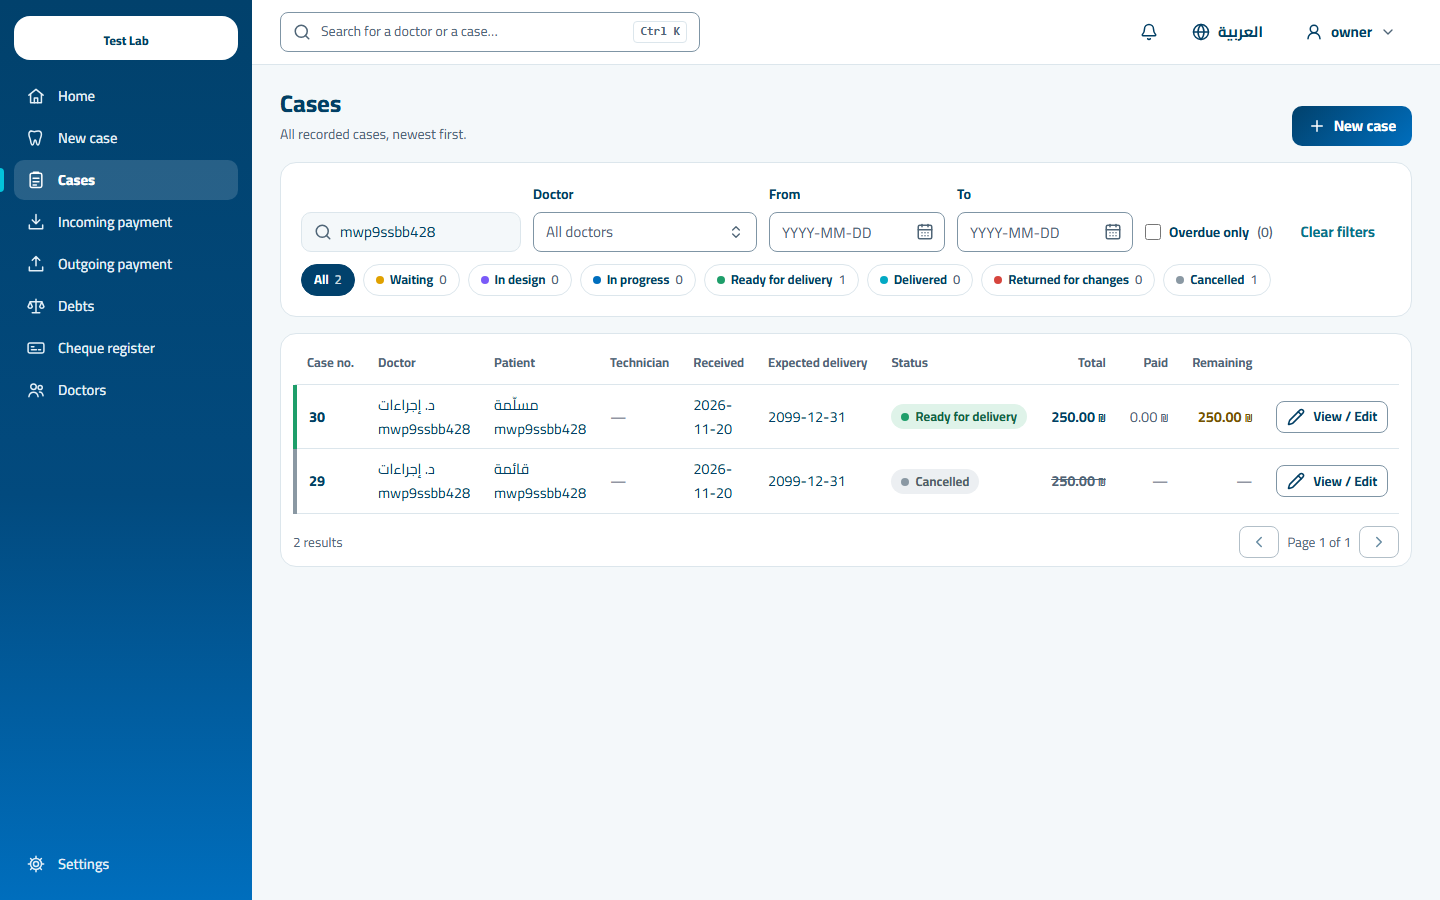 Test Lab
Home
New case
Cases
Incoming payment
Outgoing payment
Debts
Cheque register
Doctors
Settings
Search for a doctor or a case...
Ctrl K
العربية
owner
Cases
All recorded cases, newest first.
New case
Doctor
From
To
mwp9ssbb428
All doctors
YYYY-MM-DD
YYYY-MM-DD
Overdue only (0)
Clear filters
All 2
Waiting 0
In design 0
In progress 0
Ready for delivery 1
Delivered 0
Returned for changes 0
Cancelled 1
Case no. Doctor Patient Technician Received Expected delivery Status Total Paid Remaining
30
د. إجراءات
mwp9ssbb428
مسلّمة
mwp9ssbb428
—
2026-
11-20
2099-12-31
Ready for delivery
250.00 ₪
0.00 ₪
250.00 ₪
View / Edit
29
د. إجراءات
mwp9ssbb428
قائمة
mwp9ssbb428
—
2026-
11-20
2099-12-31
Cancelled
250.00 ₪
—
—
View / Edit
2 results
Page 1 of 1